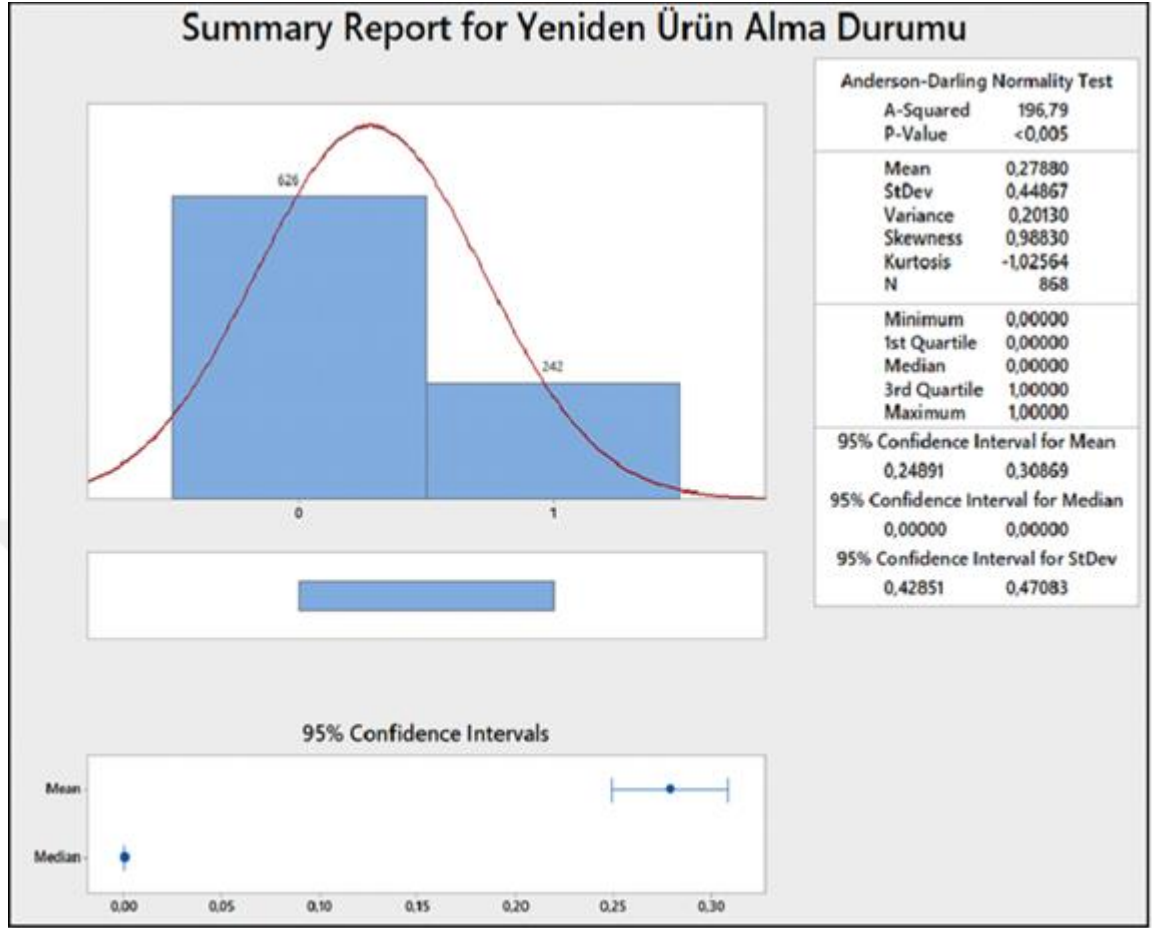 Summary Report for Yeniden Ürün Alma Durumu
626
242
0 1
Anderson-Darling Normality Test
A-Squared 196,79
P-Value <0,005
Mean 0,27880
StDev 0,44867
Variance 0,20130
Skewness 0,98830
Kurtosis -1,02564
N 868
Minimum 0,00000
1st Quartile 0,00000
Median 0,00000
3rd Quartile 1,00000
Maximum 1,00000
95% Confidence Interval for Mean
0,24891 0,30869
95% Confidence Interval for Median
0,00000 0,00000
95% Confidence Interval for StDev
0,42851 0,47083
95% Confidence Intervals
Mean
Median
0,00 0,05 0,10 0,15 0,20 0,25 0,30